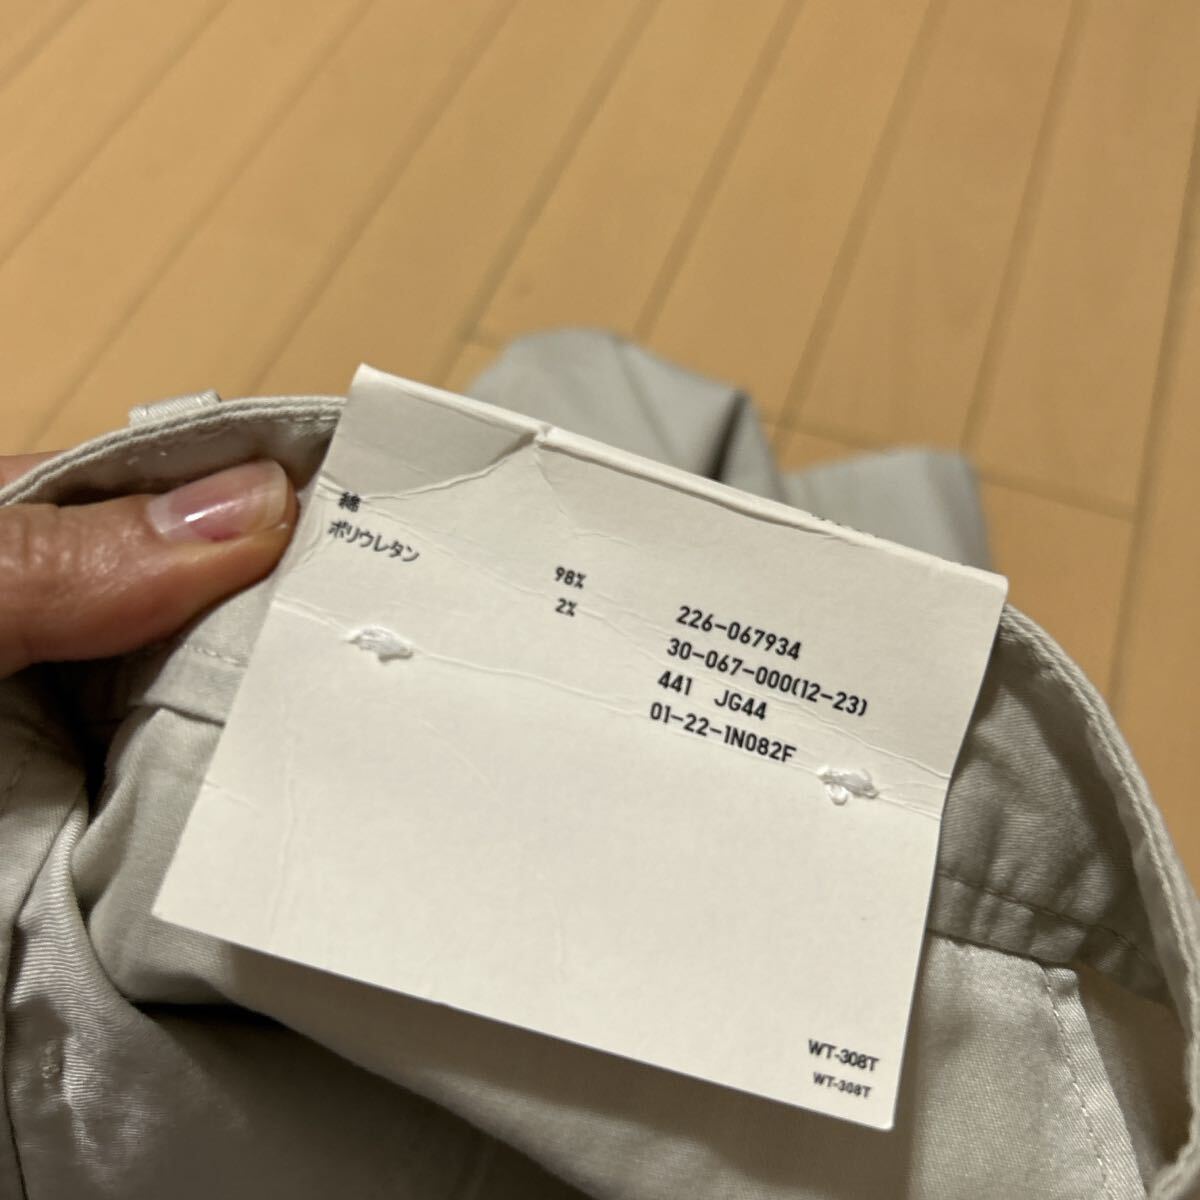 綿 98%
ポリウレタン 2%
226-067934
30-067-000(12-23)
441 JG44
01-22-1N082F
WT-308T
WT-308T